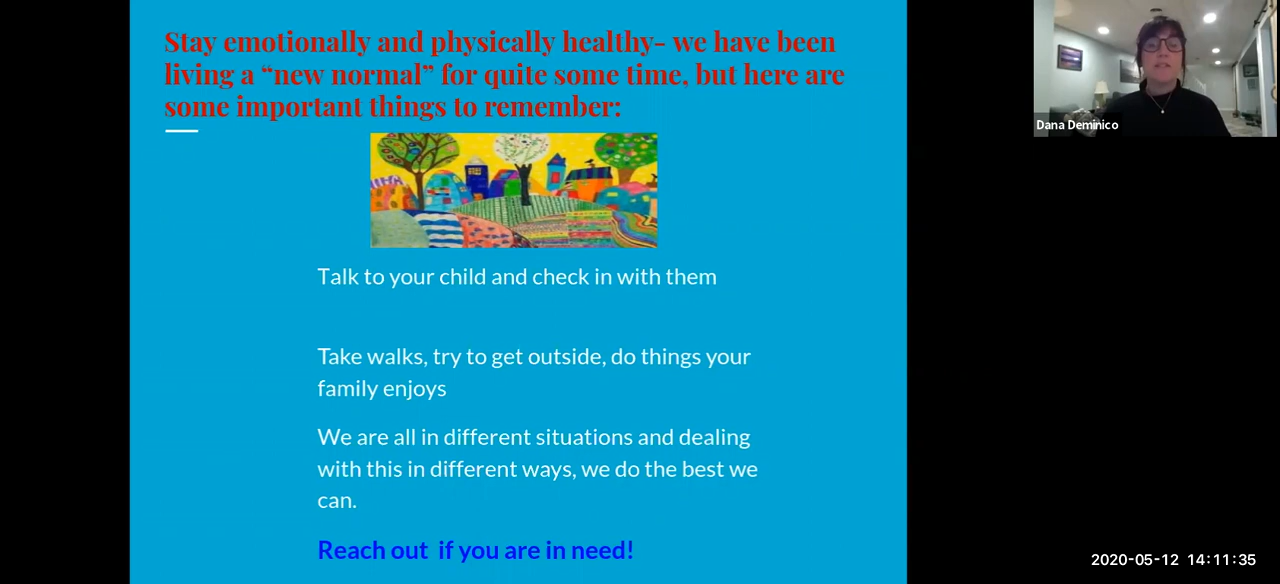 Stay emotionally and physically healthy- we have been
living a “new normal” for quite some time, but here are
some important things to remember:
Dana Deminico
Talk to your child and check in with them
Take walks, try to get outside, do things your
family enjoys
We are all in different situations and dealing
with this in different ways, we do the best we
can.
Reach out  if you are in need!
2020-05-12 14:11:35